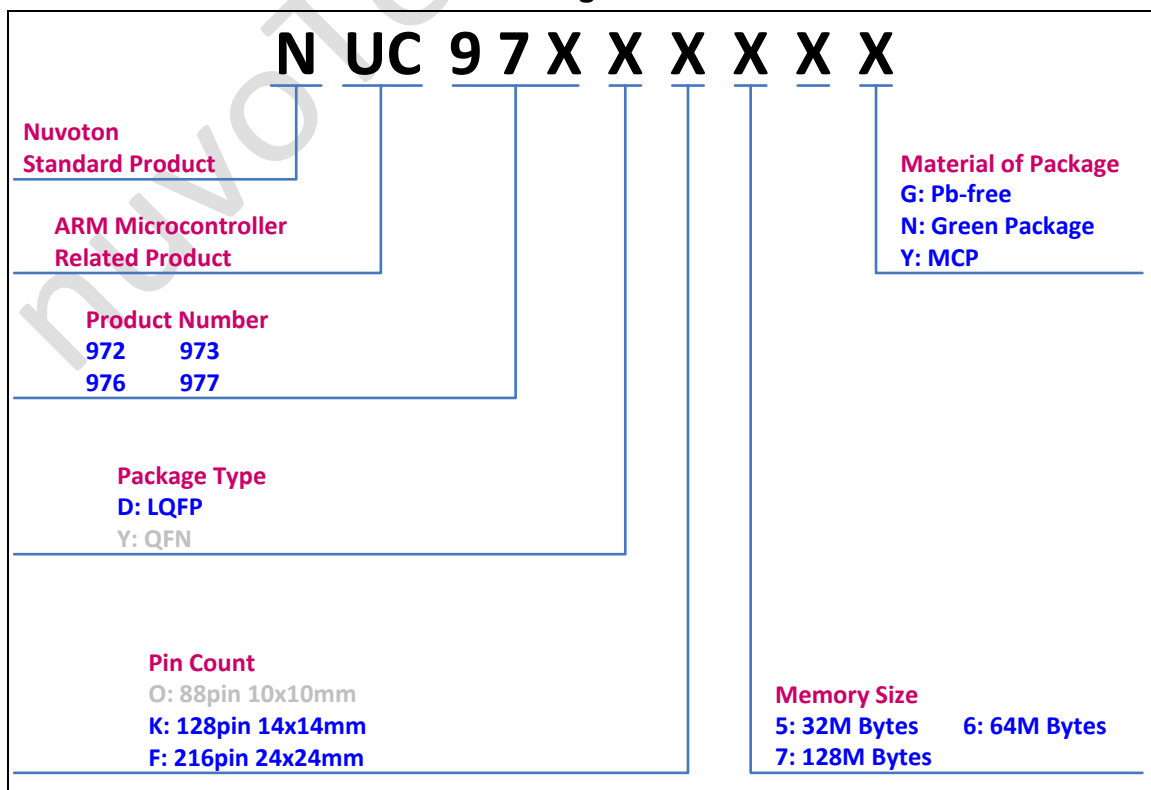 N UC 9 7 X X X X X X
Nuvoton
Standard Product
ARM Microcontroller
Related Product
Product Number
972 973
976 977
Package Type
D: LQFP
Y: QFN
Pin Count
O: 88pin 10x10mm
K: 128pin 14x14mm
F: 216pin 24x24mm
Material of Package
G: Pb-free
N: Green Package
Y: MCP
Memory Size
5: 32M Bytes 6: 64M Bytes
7: 128M Bytes